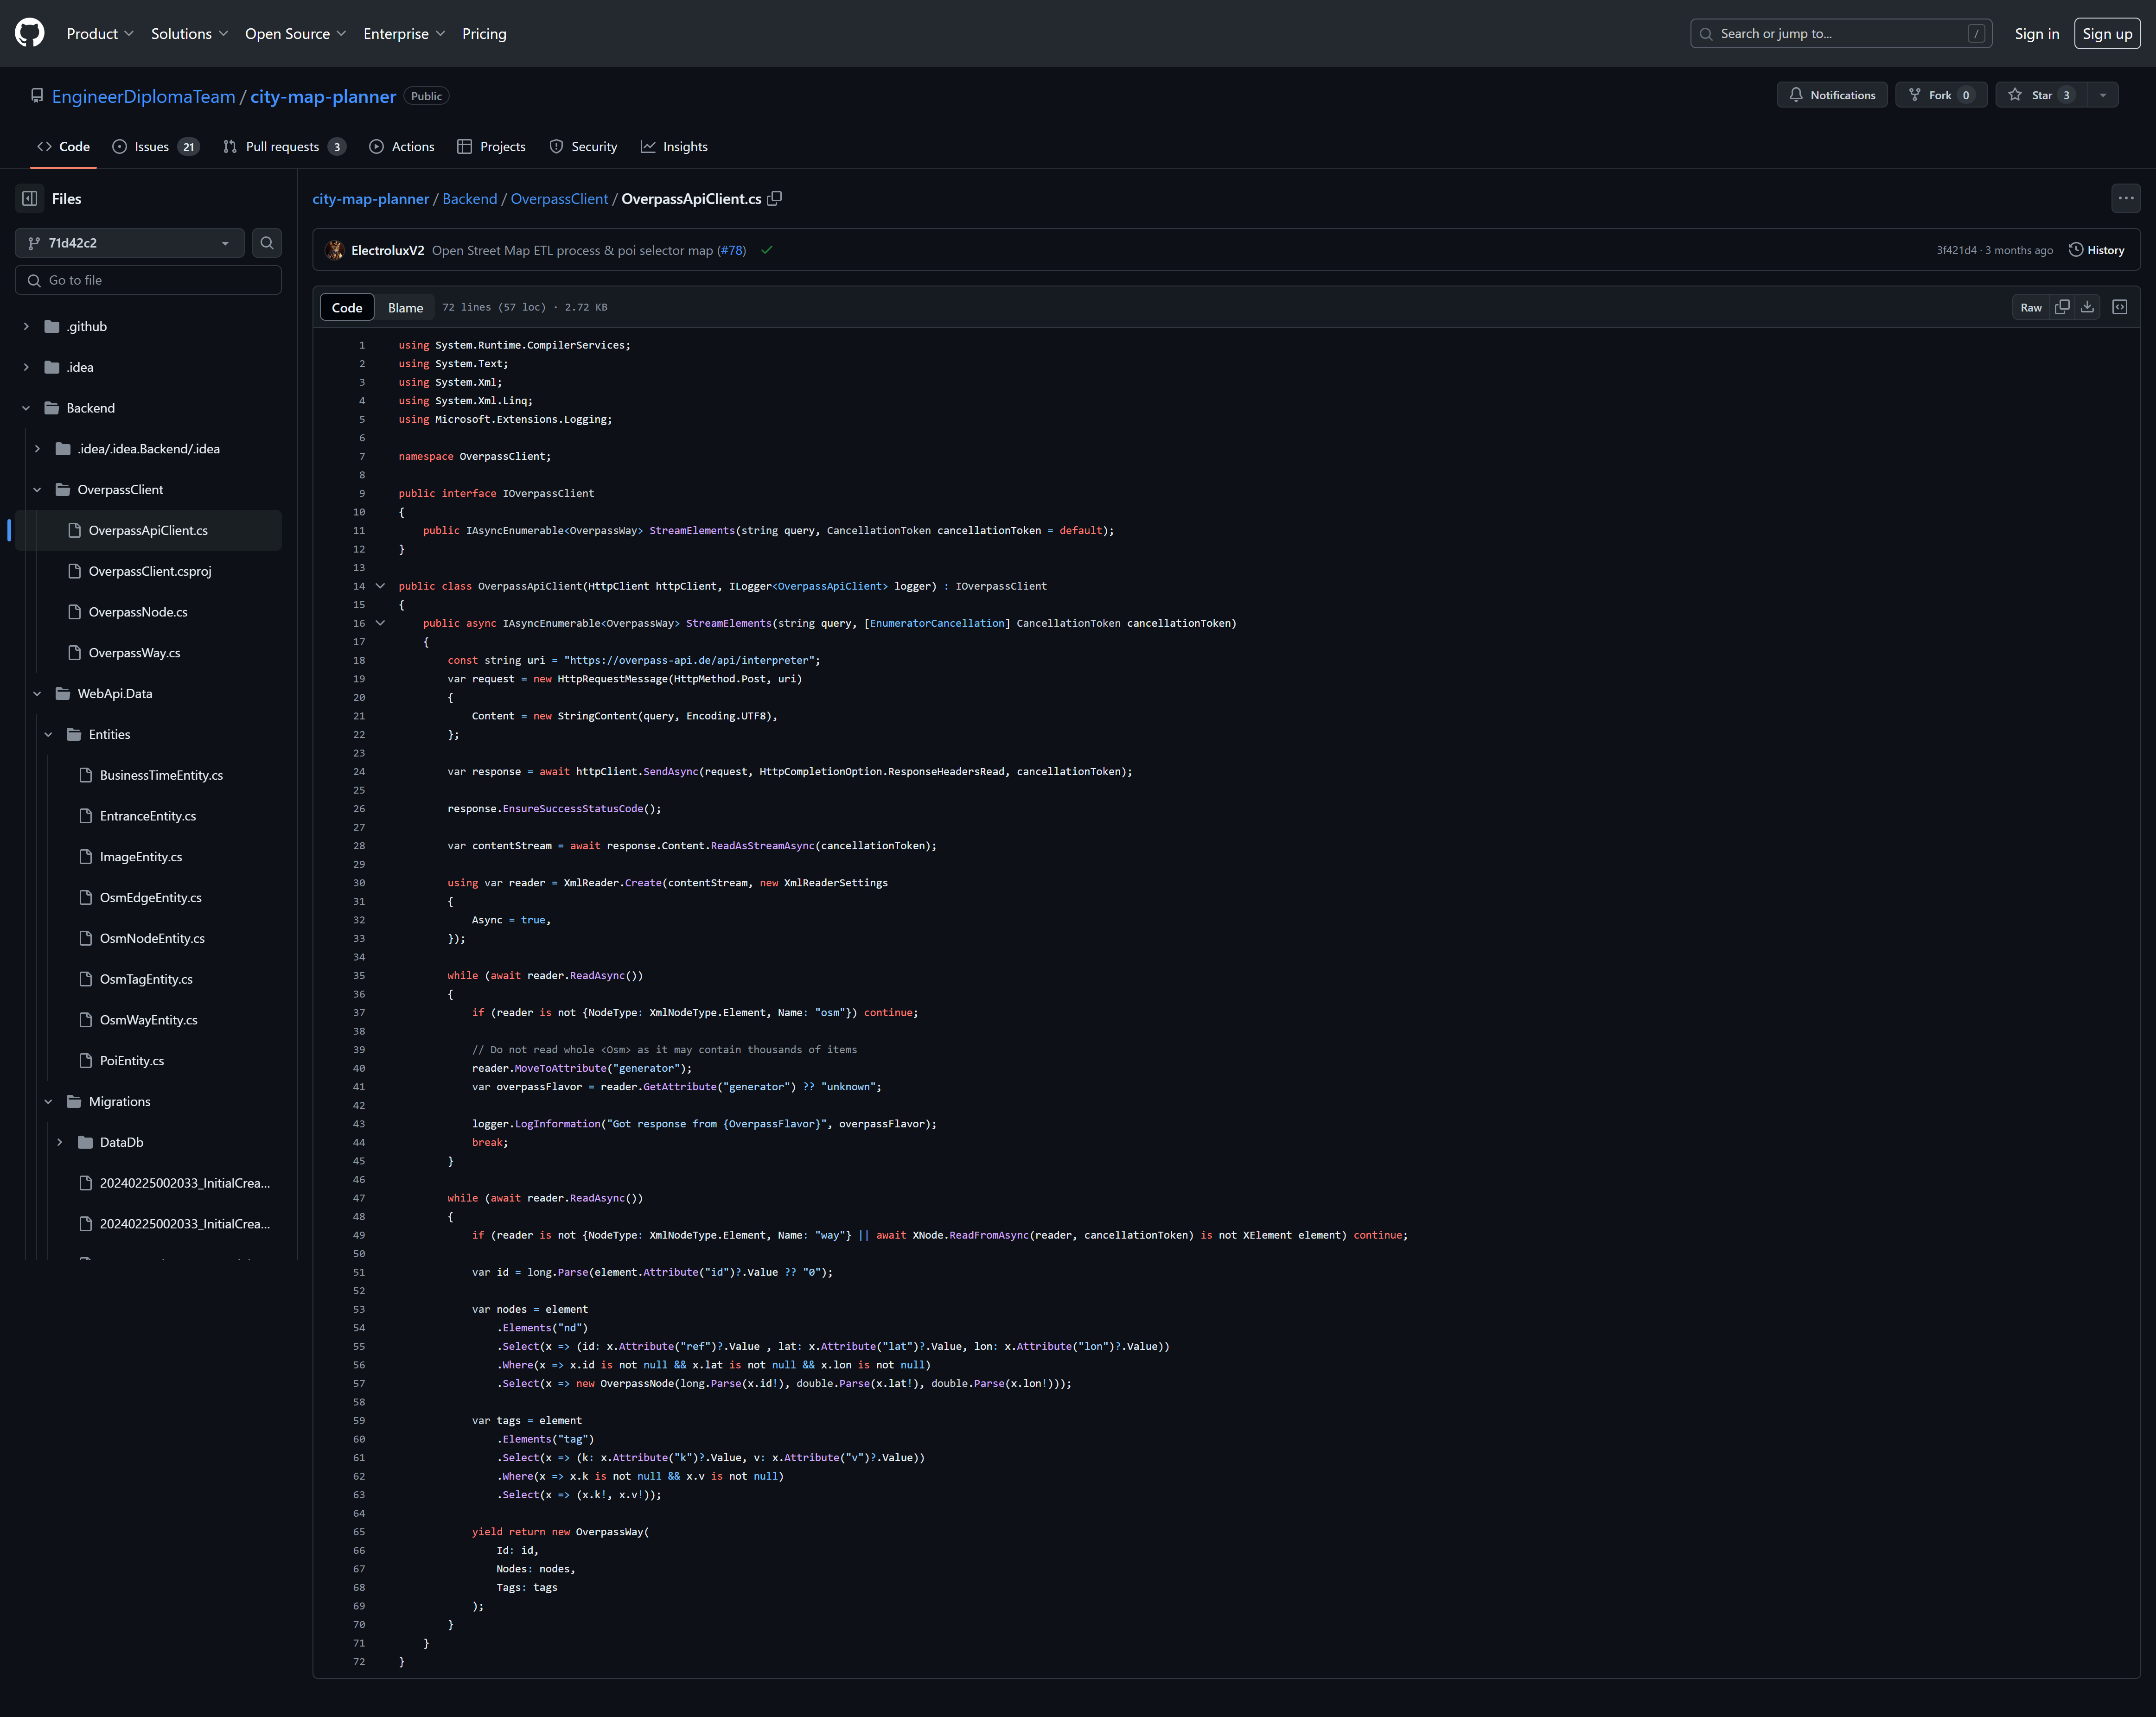 Product Solutions Open Source Enterprise Pricing Search or jump to... / Sign in Sign up
EngineerDiplomaTeam / city-map-planner Public Notifications Fork 0 Star 3
Code Issues 21 Pull requests 3 Actions Projects Security Insights
Files
71d42c2
Go to file
.github
.idea
Backend
.idea/.idea.Backend/.idea
OverpassClient
OverpassApiClient.cs
OverpassClient.csproj
OverpassNode.cs
OverpassWay.cs
WebApi.Data
Entities
BusinessTimeEntity.cs
EntranceEntity.cs
ImageEntity.cs
OsmEdgeEntity.cs
OsmNodeEntity.cs
OsmTagEntity.cs
OsmWayEntity.cs
PoiEntity.cs
Migrations
DataDb
20240225002033_InitialCrea...
20240225002033_InitialCrea...
city-map-planner / Backend / OverpassClient / OverpassApiClient.cs
ElectroluxV2 Open Street Map ETL process & poi selector map (#78) 3f421d4 · 3 months ago History
Code Blame 72 lines (57 loc) · 2.72 KB Raw
1 using System.Runtime.CompilerServices;
2 using System.Text;
3 using System.Xml;
4 using System.Xml.Linq;
5 using Microsoft.Extensions.Logging;
6
7 namespace OverpassClient;
8
9 public interface IOverpassClient
10 {
11     public IAsyncEnumerable<OverpassWay> StreamElements(string query, CancellationToken cancellationToken = default);
12 }
13
14 public class OverpassApiClient(HttpClient httpClient, ILogger<OverpassApiClient> logger) : IOverpassClient
15 {
16     public async IAsyncEnumerable<OverpassWay> StreamElements(string query, [EnumeratorCancellation] CancellationToken cancellationToken)
17     {
18         const string uri = "https://overpass-api.de/api/interpreter";
19         var request = new HttpRequestMessage(HttpMethod.Post, uri)
20         {
21             Content = new StringContent(query, Encoding.UTF8),
22         };
23
24         var response = await httpClient.SendAsync(request, HttpCompletionOption.ResponseHeadersRead, cancellationToken);
25
26         response.EnsureSuccessStatusCode();
27
28         var contentStream = await response.Content.ReadAsStreamAsync(cancellationToken);
29
30         using var reader = XmlReader.Create(contentStream, new XmlReaderSettings
31         {
32             Async = true,
33         });
34
35         while (await reader.ReadAsync())
36         {
37             if (reader is not {NodeType: XmlNodeType.Element, Name: "osm"}) continue;
38
39             // Do not read whole <Osm> as it may contain thousands of items
40             reader.MoveToAttribute("generator");
41             var overpassFlavor = reader.GetAttribute("generator") ?? "unknown";
42
43             logger.LogInformation("Got response from {OverpassFlavor}", overpassFlavor);
44             break;
45         }
46
47         while (await reader.ReadAsync())
48         {
49             if (reader is not {NodeType: XmlNodeType.Element, Name: "way"} || await XNode.ReadFromAsync(reader, cancellationToken) is not XElement element) continue;
50
51             var id = long.Parse(element.Attribute("id")?.Value ?? "0");
52
53             var nodes = element
54                 .Elements("nd")
55                 .Select(x => (id: x.Attribute("ref")?.Value , lat: x.Attribute("lat")?.Value, lon: x.Attribute("lon")?.Value))
56                 .Where(x => x.id is not null && x.lat is not null && x.lon is not null)
57                 .Select(x => new OverpassNode(long.Parse(x.id!), double.Parse(x.lat!), double.Parse(x.lon!)));
58
59             var tags = element
60                 .Elements("tag")
61                 .Select(x => (k: x.Attribute("k")?.Value, v: x.Attribute("v")?.Value))
62                 .Where(x => x.k is not null && x.v is not null)
63                 .Select(x => (x.k!, x.v!));
64
65             yield return new OverpassWay(
66                 Id: id,
67                 Nodes: nodes,
68                 Tags: tags
69             );
70         }
71     }
72 }